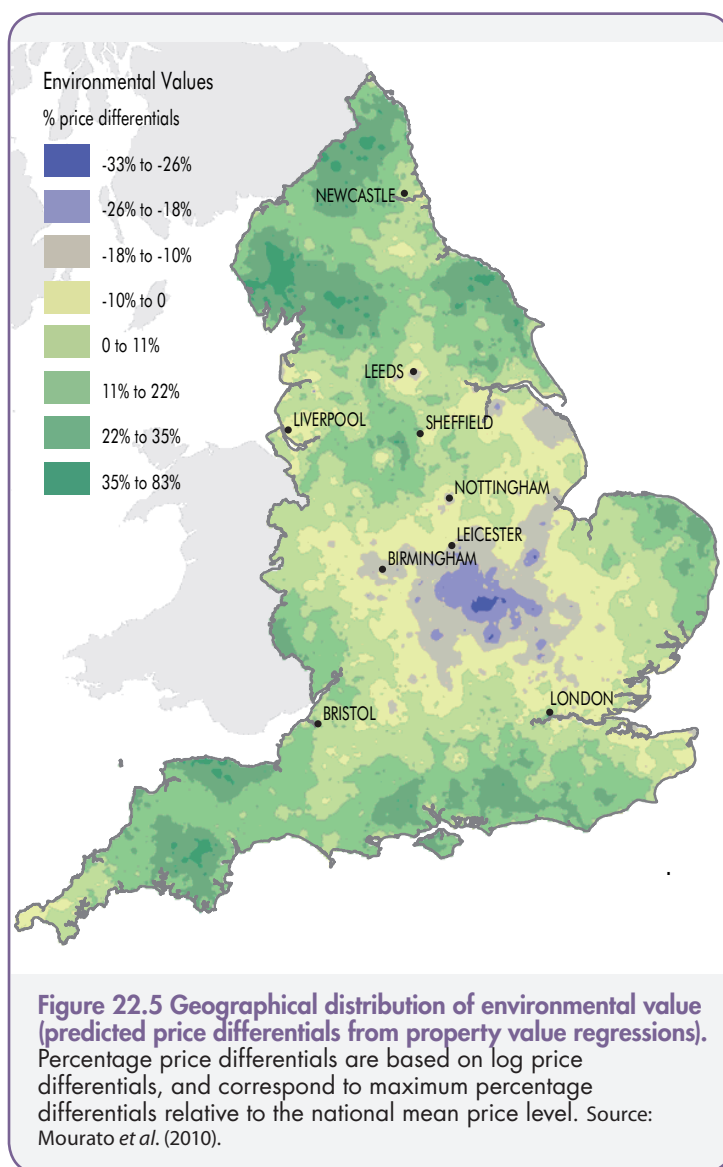 Environmental Values
% price differentials
-33% to -26%
-26% to -18%
-18% to -10%
-10% to 0
0 to 11%
11% to 22%
22% to 35%
35% to 83%
NEWCASTLE
LEEDS
LIVERPOOL
SHEFFIELD
NOTTINGHAM
LEICESTER
BIRMINGHAM
LONDON
BRISTOL
Figure 22.5 Geographical distribution of environmental value
(predicted price differentials from property value regressions).
Percentage price differentials are based on log price
differentials, and correspond to maximum percentage
differentials relative to the national mean price level. Source:
Mourato et al. (2010).